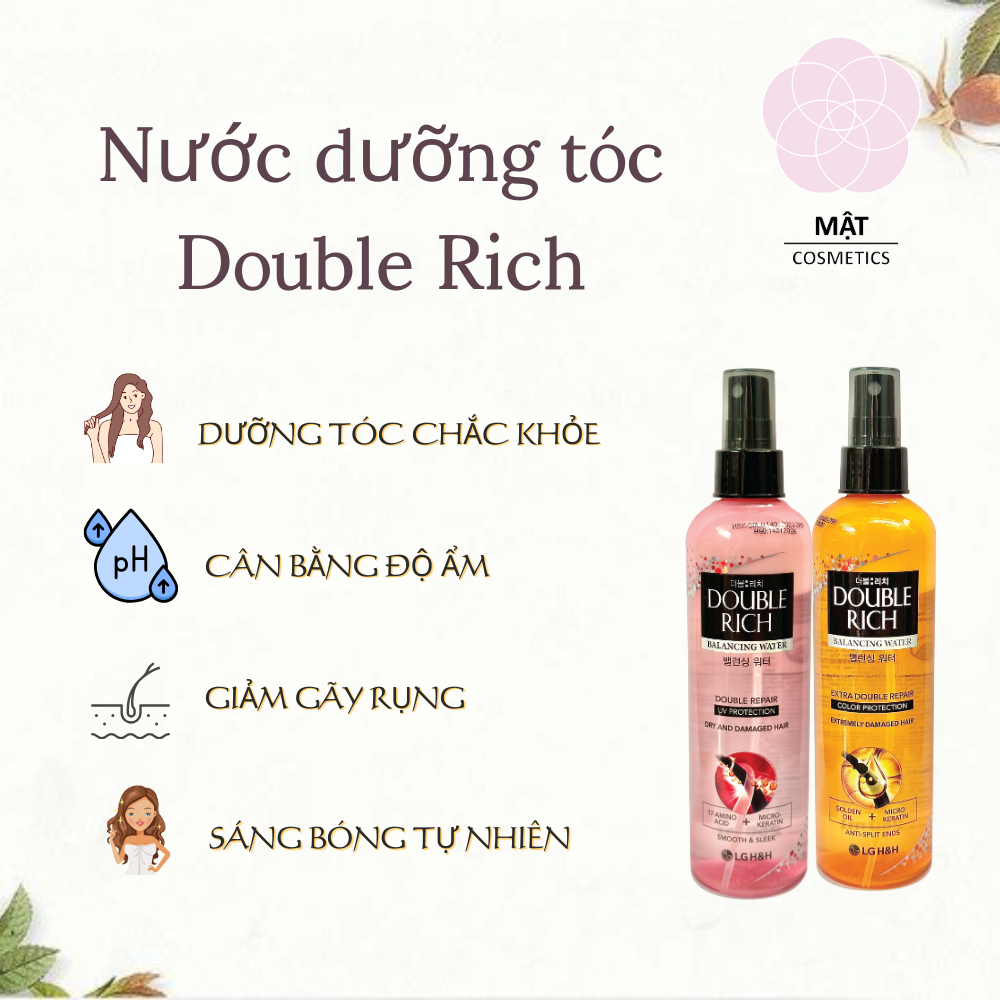 Nước dưỡng tóc
Double Rich
MẬT
COSMETICS
DƯỠNG TÓC CHẮC KHỎE
pH
CÂN BẰNG ĐỘ ẨM
GIẢM GÃY RỤNG
SÁNG BÓNG TỰ NHIÊN
더블리치
DOUBLE
RICH
BALANCING WATER
밸런싱 워터
DOUBLE REPAIR
UV PROTECTION
DRY AND DAMAGED HAIR
17 AMINO
ACID
+
MICRO-
KERATIN
SMOOTH & SLEEK
LG H&H
더블리치
DOUBLE
RICH
BALANCING WATER
밸런싱 워터
EXTRA DOUBLE REPAIR
COLOR PROTECTION
EXTREMELY DAMAGED HAIR
GOLDEN
OIL
+
MICRO-
KERATIN
ANTI-SPLIT ENDS
LG H&H